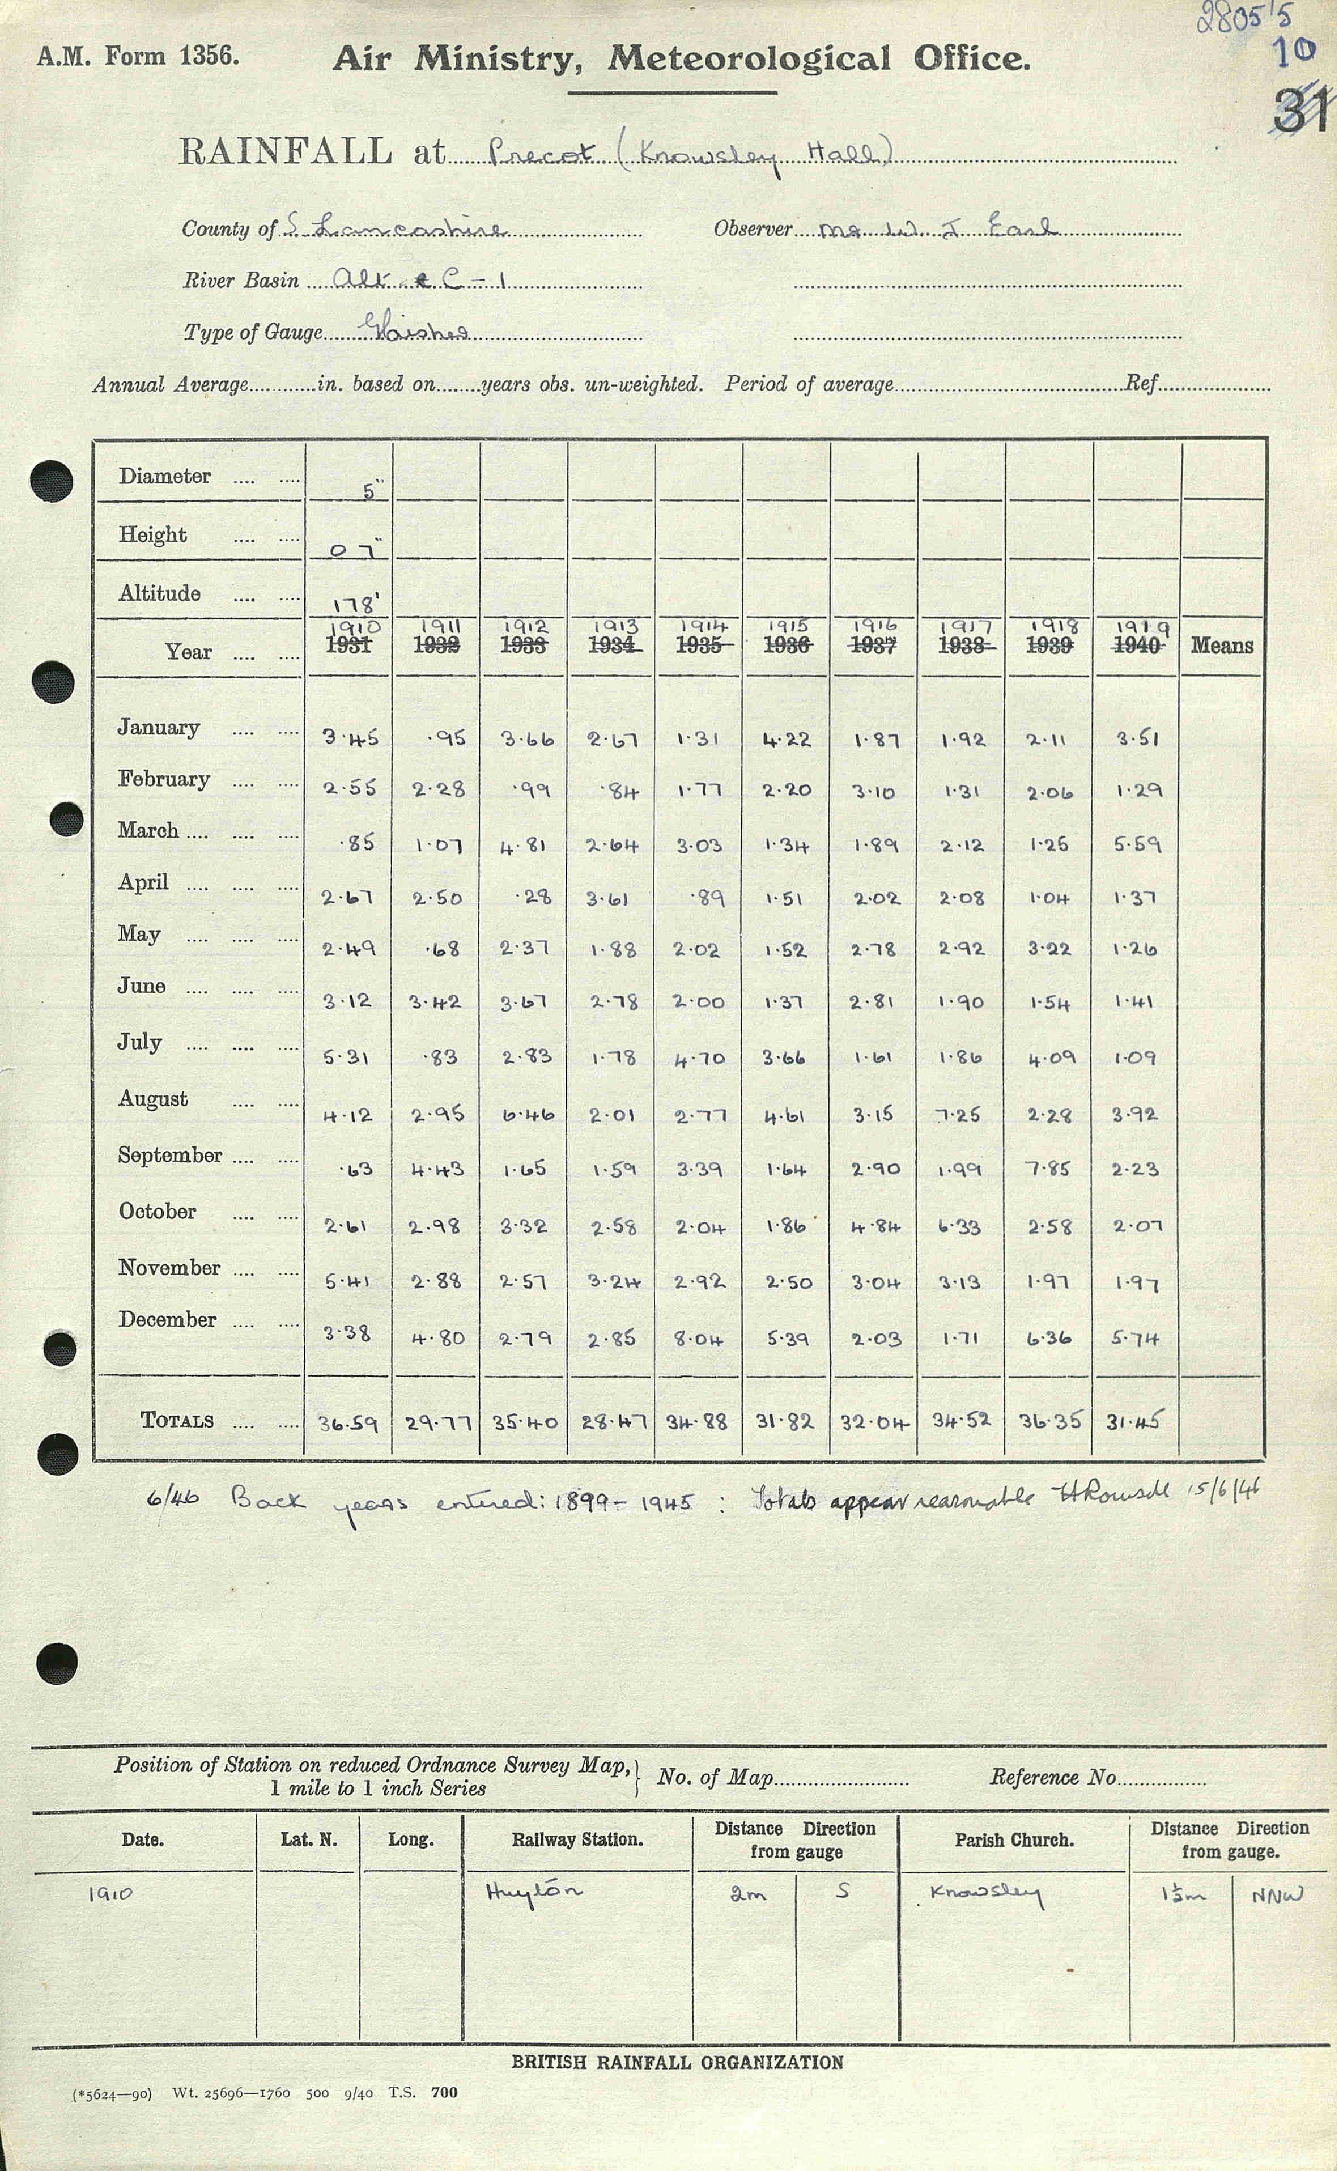 28055
10
31
A.M. Form 1356. Air Ministry, Meteorological Office.
RAINFALL at Precot (Knowsley Hall)
County of S Lancashire Observer Mr W. J Earl
River Basin Alt & C - 1
Type of Gauge Glaisher
Annual Average............in. based on.......years obs. un-weighted. Period of average.................................Ref.................
Diameter .... .... 5"
Height .... .... 0 7"
Altitude .... .... 178'
1910 1911 1912 1913 1914 1915 1916 1917 1918 1919
Year .... .... 1931 1932 1933 1934 1935 1936 1937 1938 1939 1940 Means
January .... .... 3·45 ·95 3·66 2·67 1·31 4·22 1·87 1·92 2·11 3·51
February .... .... 2·55 2·28 ·99 ·84 1·77 2·20 3·10 1·31 2·06 1·29
March .... .... .... ·85 1·07 4·81 2·64 3·03 1·34 1·89 2·12 1·25 5·59
April .... .... .... 2·67 2·50 ·28 3·61 ·89 1·51 2·02 2·08 1·04 1·37
May .... .... .... 2·49 ·68 2·37 1·88 2·02 1·52 2·78 2·92 3·22 1·26
June .... .... .... 3·12 3·42 3·67 2·78 2·00 1·37 2·81 1·90 1·54 1·41
July .... .... .... 5·31 ·83 2·83 1·78 4·70 3·66 1·61 1·86 4·09 1·09
August .... .... 4·12 2·95 6·46 2·01 2·77 4·61 3·15 7·25 2·28 3·92
September .... .... ·63 4·43 1·65 1·59 3·39 1·64 2·90 1·99 7·85 2·23
October .... .... 2·61 2·98 3·32 2·58 2·04 1·86 4·84 6·33 2·58 2·07
November .... .... 5·41 2·88 2·57 3·24 2·92 2·50 3·04 3·13 1·97 1·97
December .... .... 3·38 4·80 2·79 2·85 8·04 5·39 2·03 1·71 6·36 5·74
TOTALS .... .... 36·59 29·77 35·40 28·47 34·88 31·82 32·04 34·52 36·35 31·45
6/46 Back years entered: 1899 - 1945 : Totals appear reasonable 15/6/46
Position of Station on reduced Ordnance Survey Map,} No. of Map........................ Reference No................
1 mile to 1 inch Series
Date. Lat. N. Long. Railway Station. Distance Direction from gauge Parish Church. Distance Direction from gauge.
1910 Huyton 2m S Knowsley 1½m NNW
BRITISH RAINFALL ORGANIZATION
(*5624—90) Wt. 25696—1760 500 9/40 T.S. 700